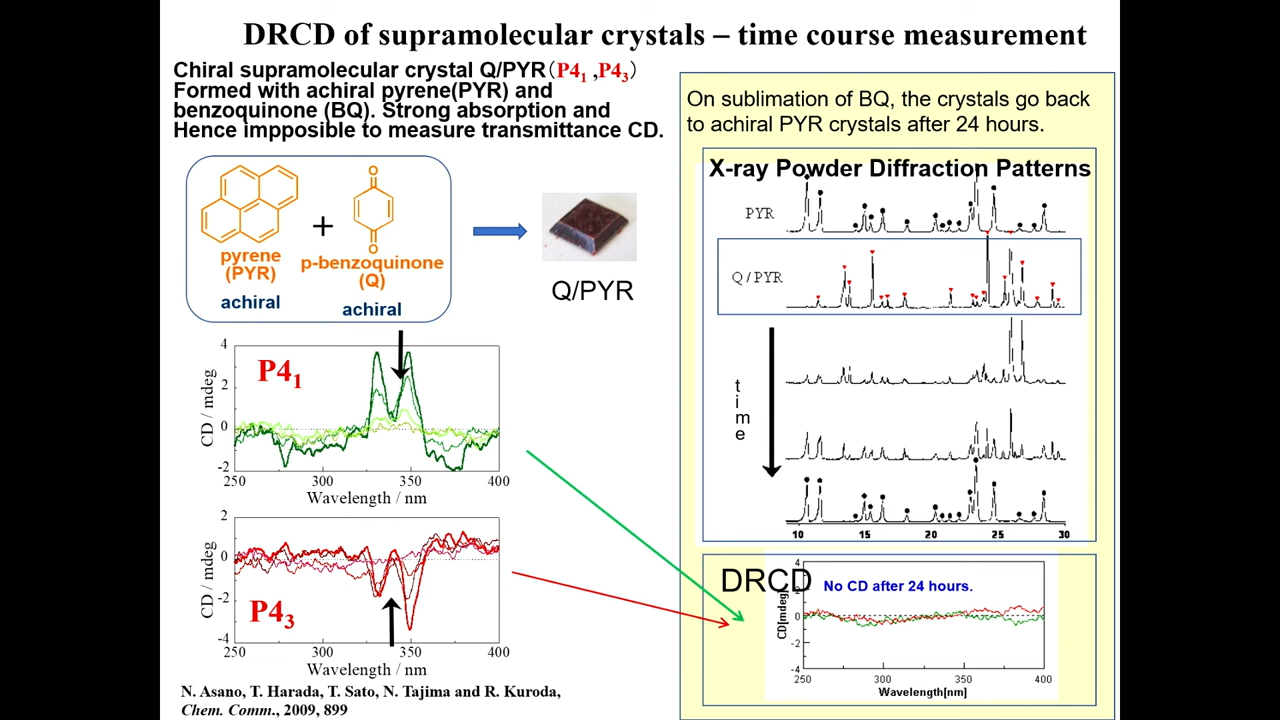 DRCD of supramolecular crystals – time course measurement
Chiral supramolecular crystal Q/PYR(P4₁ ,P4₃)
Formed with achiral pyrene(PYR) and
benzoquinone (BQ). Strong absorption and
Hence impposible to measure transmittance CD.
pyrene
(PYR)
achiral
+
O
O
p-benzoquinone
(Q)
achiral
Q/PYR
P4₁
CD / mdeg
4
2
0
-2
250
300
350
400
Wavelength / nm
P4₃
CD / mdeg
2
0
-2
-4
250
300
350
400
Wavelength / nm
N. Asano, T. Harada, T. Sato, N. Tajima and R. Kuroda,
Chem. Comm., 2009, 899
On sublimation of BQ, the crystals go back
to achiral PYR crystals after 24 hours.
X-ray Powder Diffraction Patterns
PYR
Q / PYR
time
10 15 20 25 30
DRCD
No CD after 24 hours.
CD[mdeg]
4
2
0
-2
-4
250 300 350 400
Wavelength[nm]